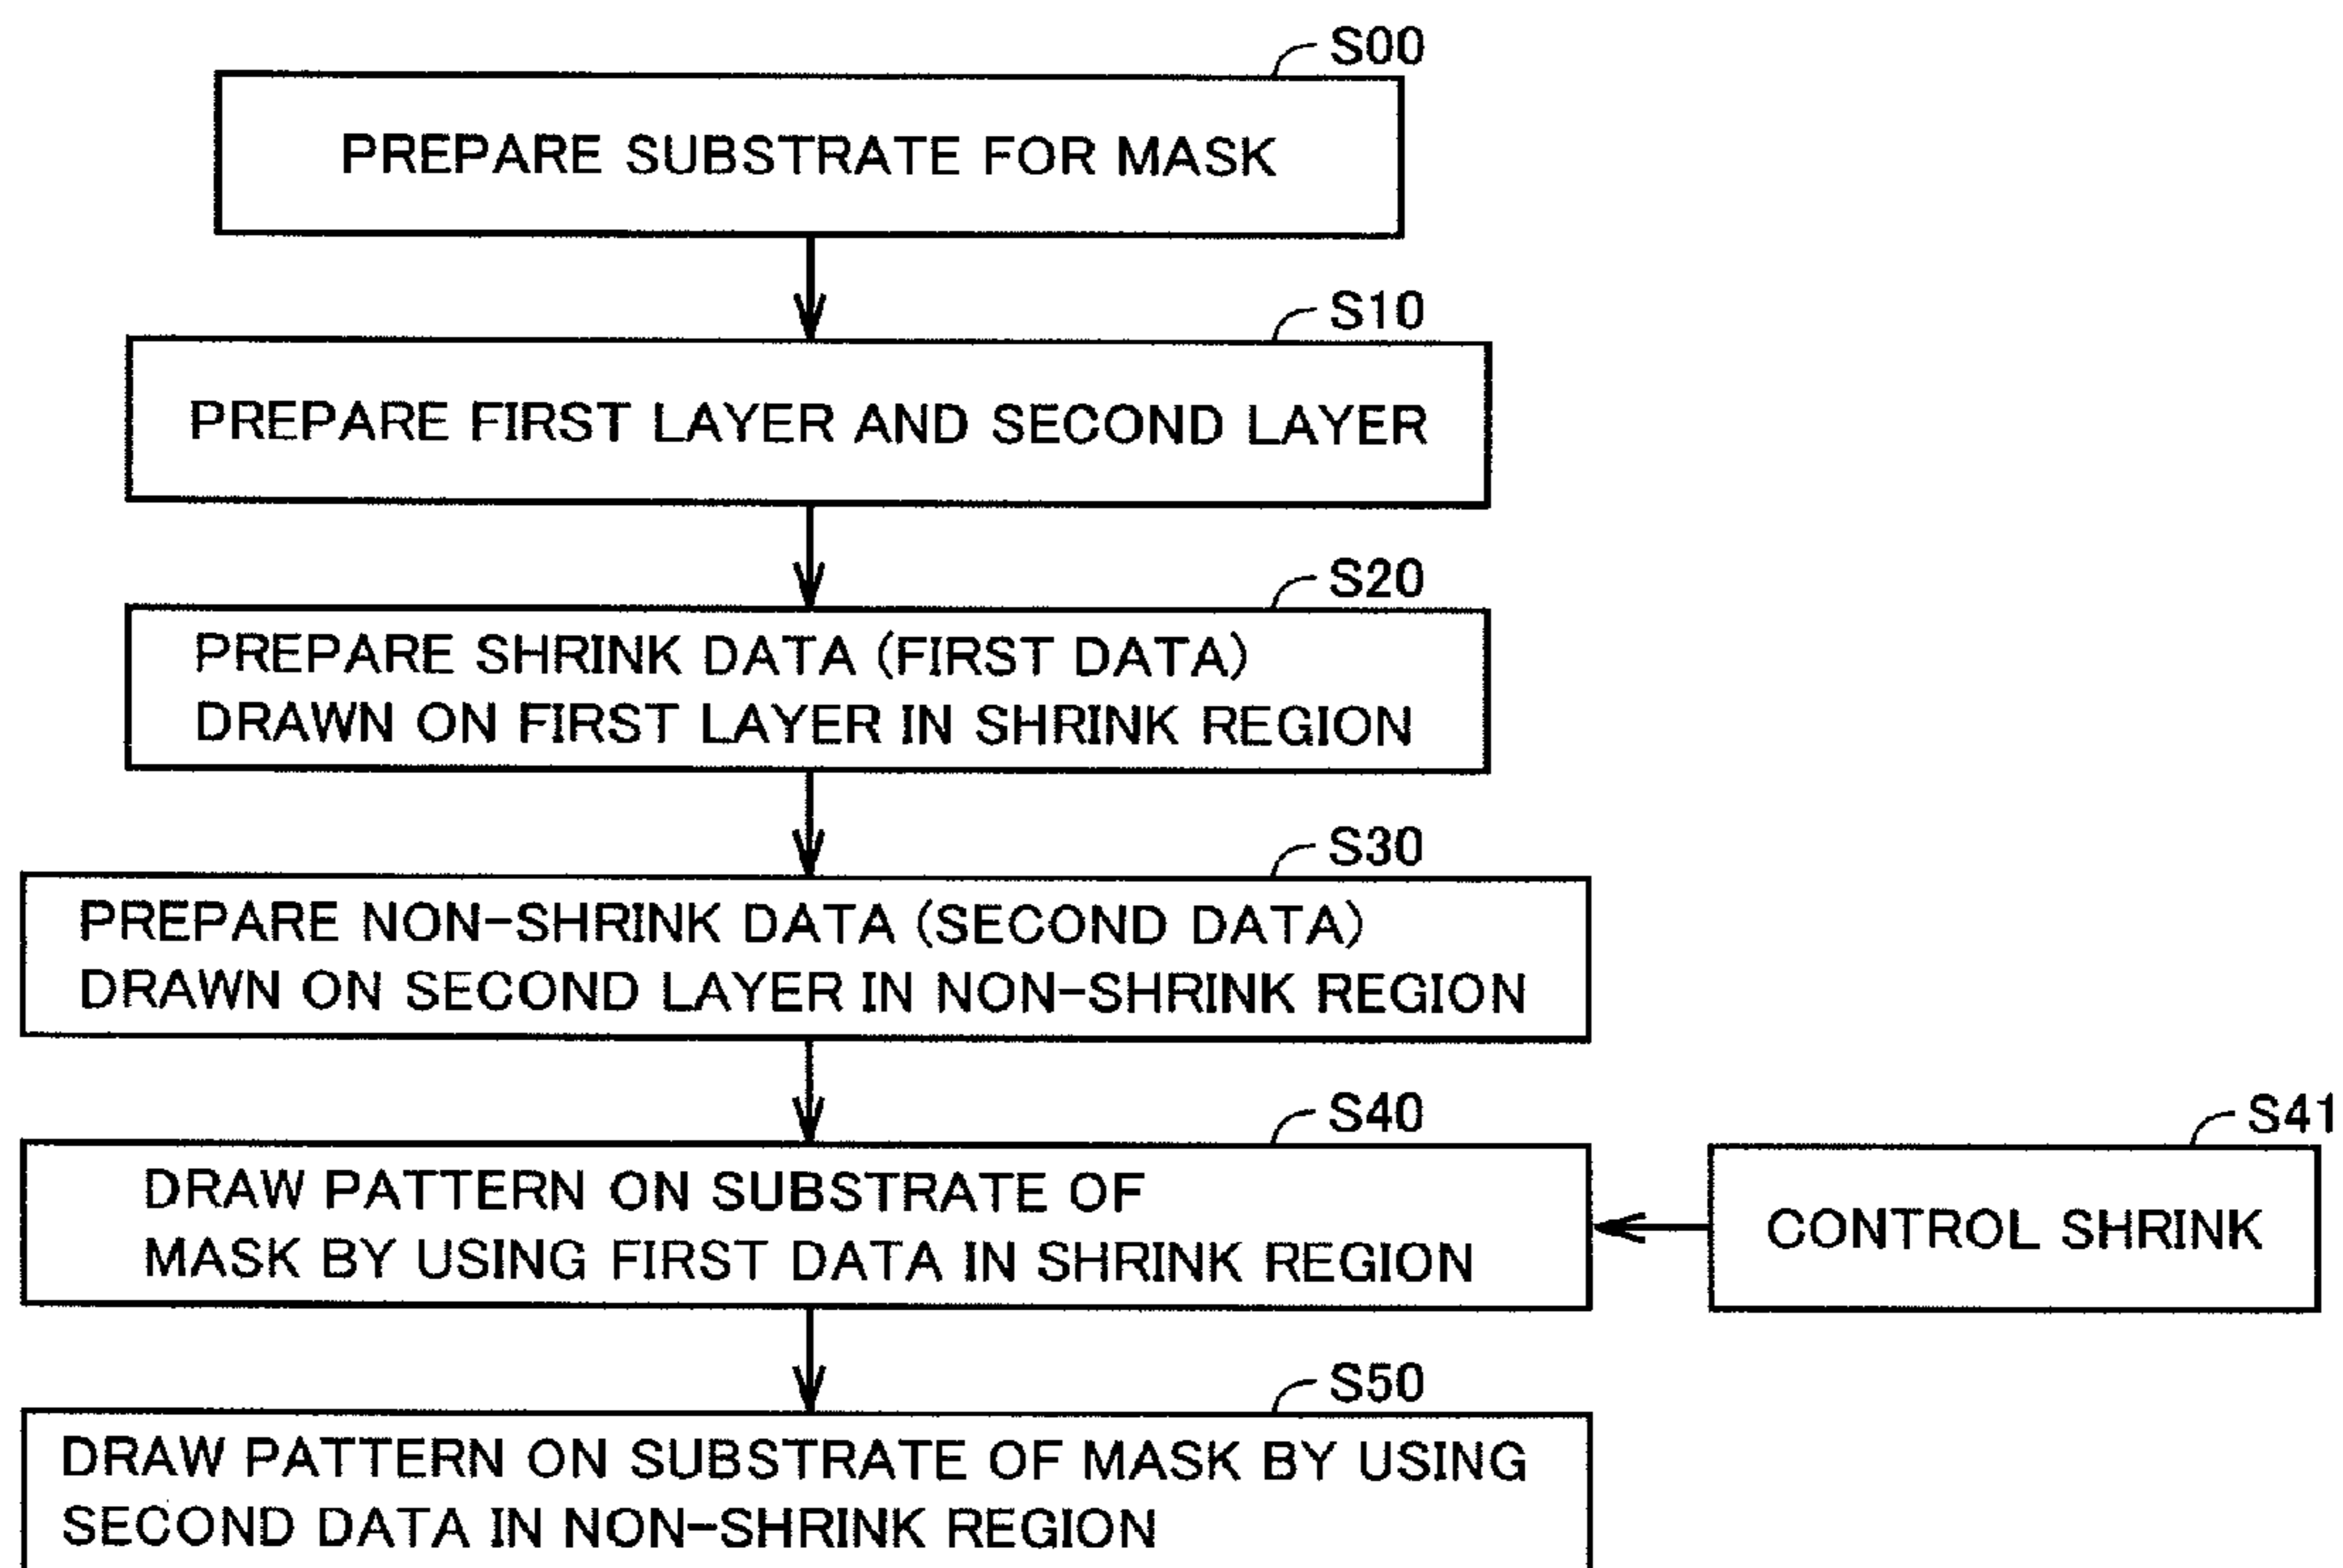 S00
PREPARE SUBSTRATE FOR MASK
S10
PREPARE FIRST LAYER AND SECOND LAYER
S20
PREPARE SHRINK DATA (FIRST DATA)
DRAWN ON FIRST LAYER IN SHRINK REGION
S30
PREPARE NON-SHRINK DATA (SECOND DATA)
DRAWN ON SECOND LAYER IN NON-SHRINK REGION
S40
DRAW PATTERN ON SUBSTRATE OF
MASK BY USING FIRST DATA IN SHRINK REGION
S41
CONTROL SHRINK
S50
DRAW PATTERN ON SUBSTRATE OF MASK BY USING
SECOND DATA IN NON-SHRINK REGION